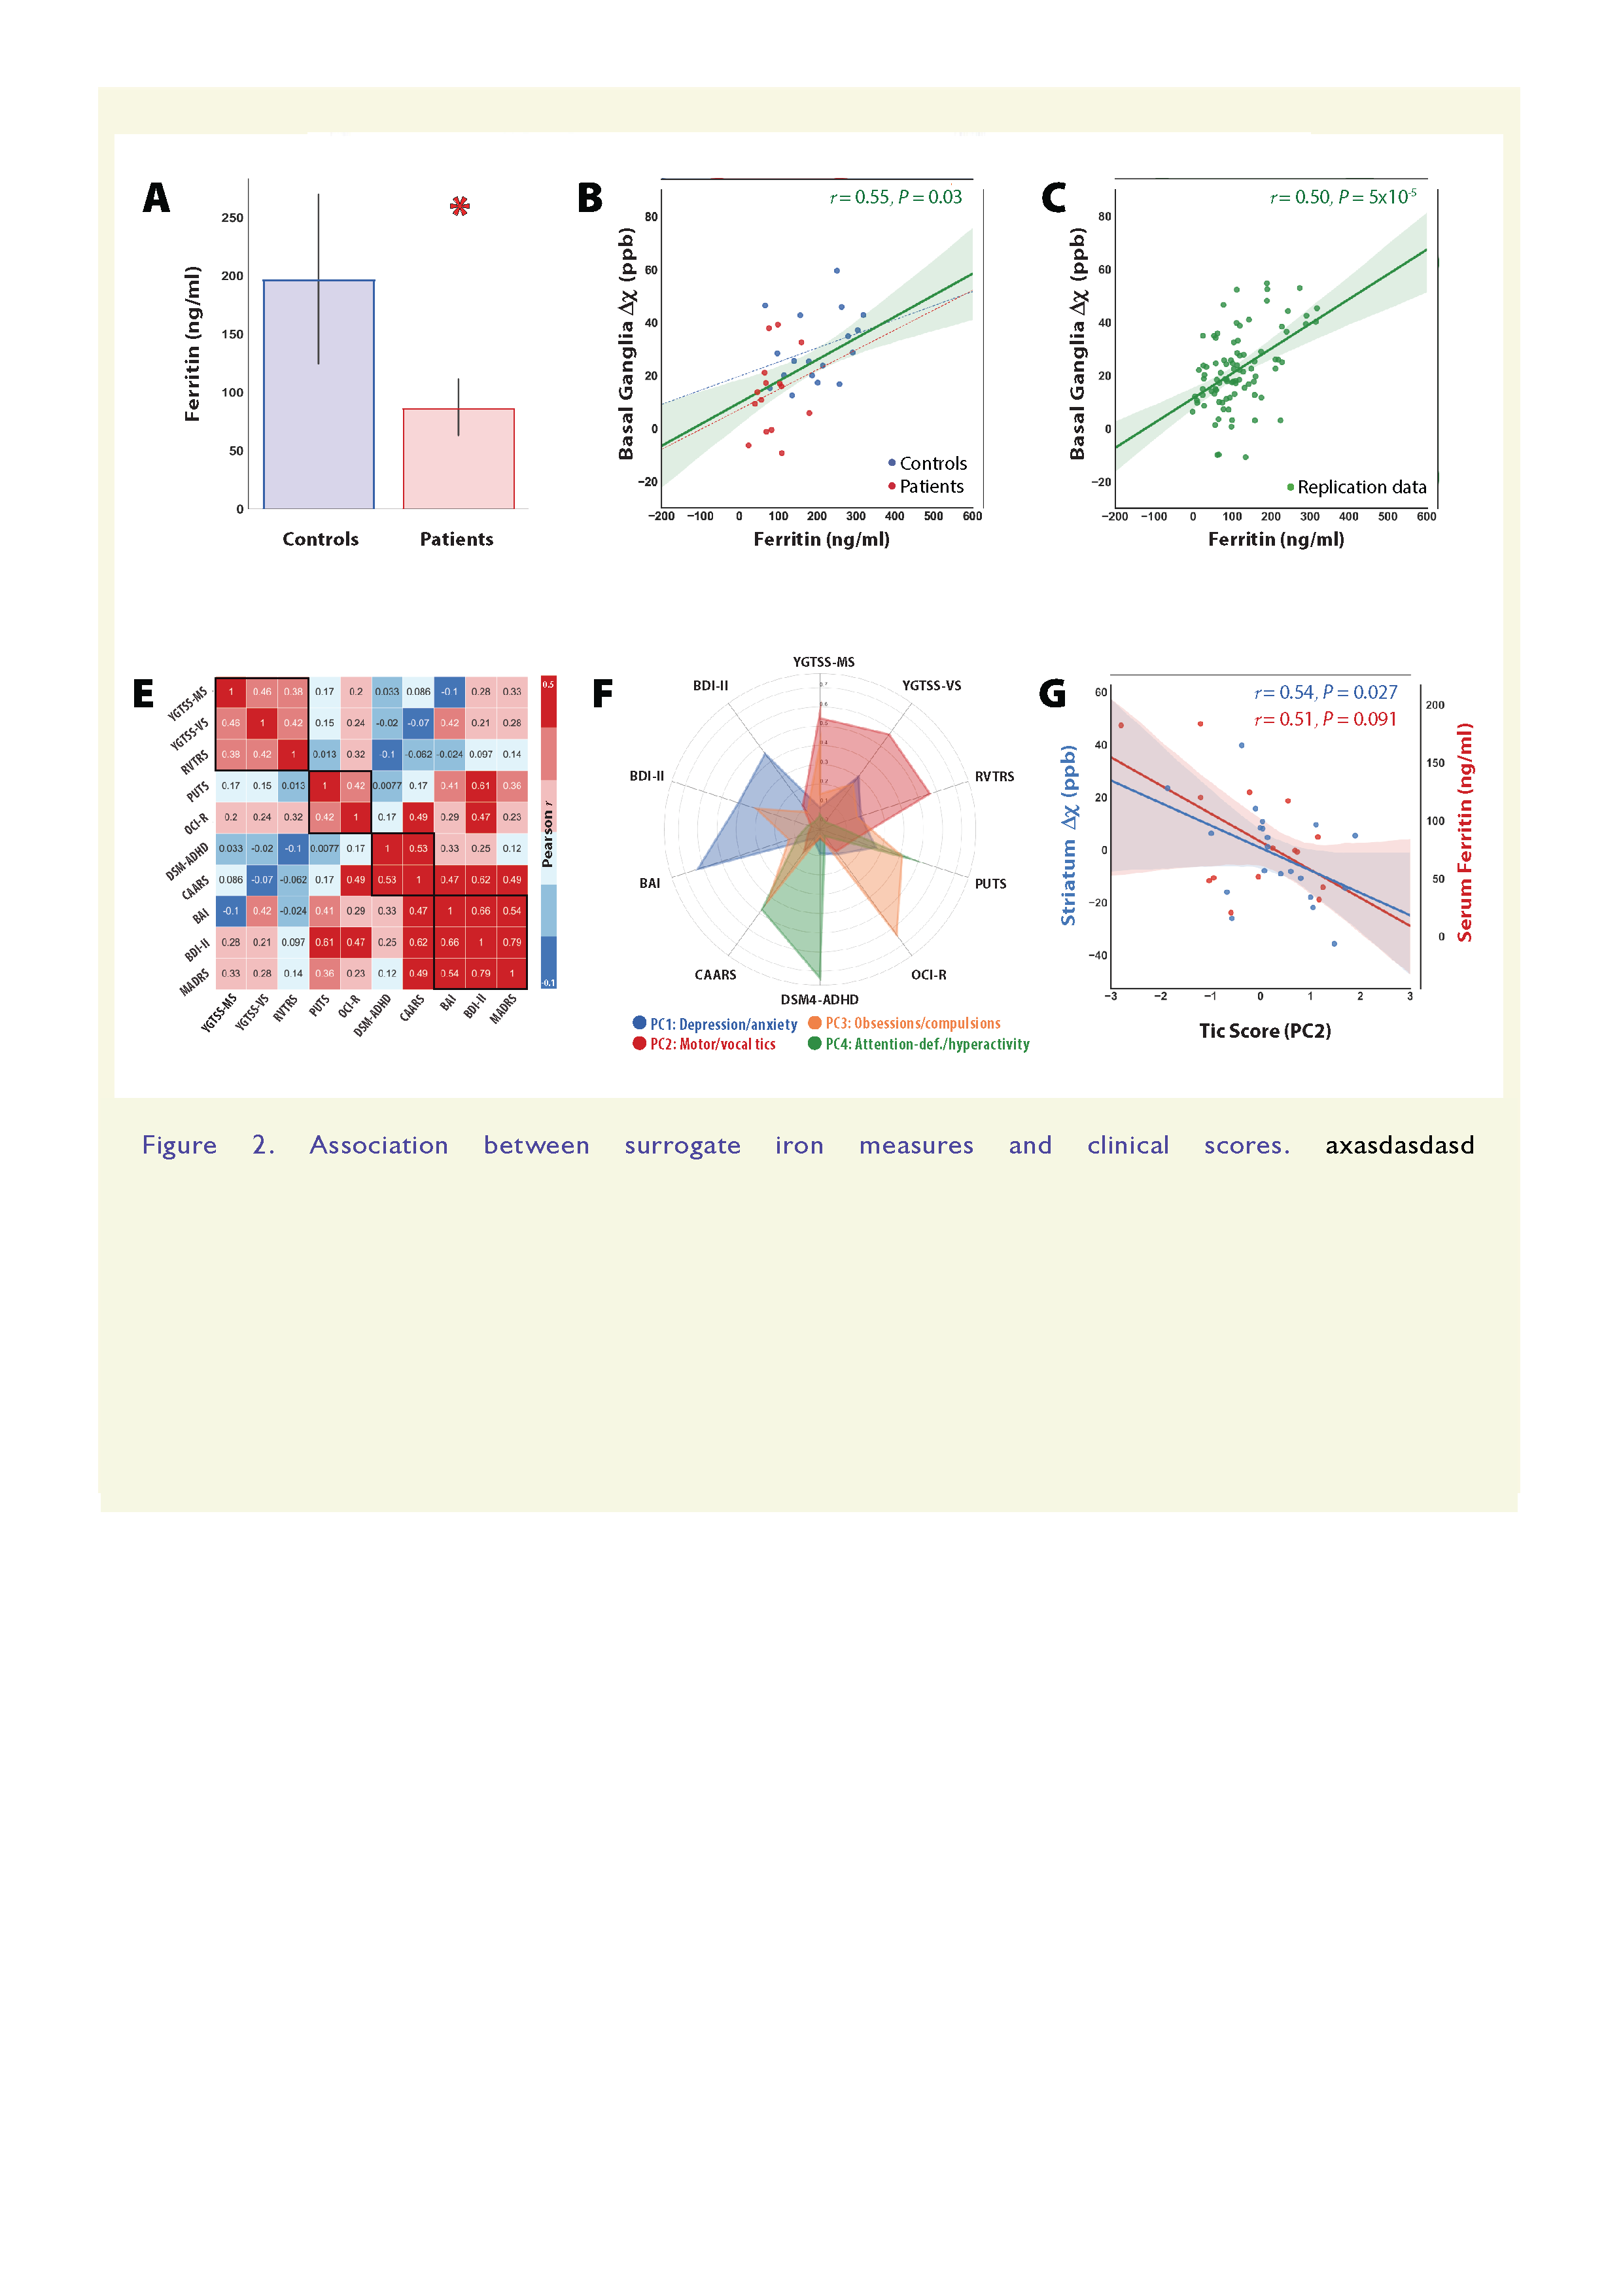 A
Ferritin (ng/ml)
250
200
150
100
50
0
Controls
Patients
*
B
r = 0.55, P = 0.03
Basal Ganglia Δχ (ppb)
80
60
40
20
0
−20
Controls
Patients
−200 −100 0 100 200 300 400 500 600
Ferritin (ng/ml)
C
r = 0.50, P = 5x10-5
Basal Ganglia Δχ (ppb)
80
60
40
20
0
−20
Replication data
−200 −100 0 100 200 300 400 500 600
Ferritin (ng/ml)
E
YGTSS-MS 1 0.46 0.38 0.17 0.2 0.033 0.086 -0.1 0.28 0.33
YGTSS-VS 0.46 1 0.42 0.15 0.24 -0.02 -0.07 0.42 0.21 0.28
RVTRS 0.38 0.42 1 0.013 0.32 -0.1 -0.062 -0.024 0.097 0.14
PUTS 0.17 0.15 0.013 1 0.42 0.0077 0.17 0.41 0.61 0.36
OCI-R 0.2 0.24 0.32 0.42 1 0.17 0.49 0.29 0.47 0.23
DSM-ADHD 0.033 -0.02 -0.1 0.0077 0.17 1 0.53 0.33 0.25 0.12
CAARS 0.086 -0.07 -0.062 0.17 0.49 0.53 1 0.47 0.62 0.49
BAI -0.1 0.42 -0.024 0.41 0.29 0.33 0.47 1 0.66 0.54
BDI-II 0.28 0.21 0.097 0.61 0.47 0.25 0.62 0.66 1 0.79
MADRS 0.33 0.28 0.14 0.36 0.23 0.12 0.49 0.54 0.79 1
YGTSS-MS YGTSS-VS RVTRS PUTS OCI-R DSM-ADHD CAARS BAI BDI-II MADRS
0.5
Pearson r
-0.1
F
YGTSS-MS
YGTSS-VS
RVTRS
PUTS
OCI-R
DSM4-ADHD
CAARS
BAI
BDI-II
BDI-II
0.6
0.5
0.4
0.3
0.2
PC1: Depression/anxiety
PC3: Obsessions/compulsions
PC2: Motor/vocal tics
PC4: Attention-def./hyperactivity
G
r = 0.54, P = 0.027
r = 0.51, P = 0.091
Striatum Δχ (ppb)
60
40
20
0
−20
−40
200
150
100
50
0
Serum Ferritin (ng/ml)
−3 −2 −1 0 1 2 3
Tic Score (PC2)
Figure 2. Association between surrogate iron measures and clinical scores. axasdasdasd